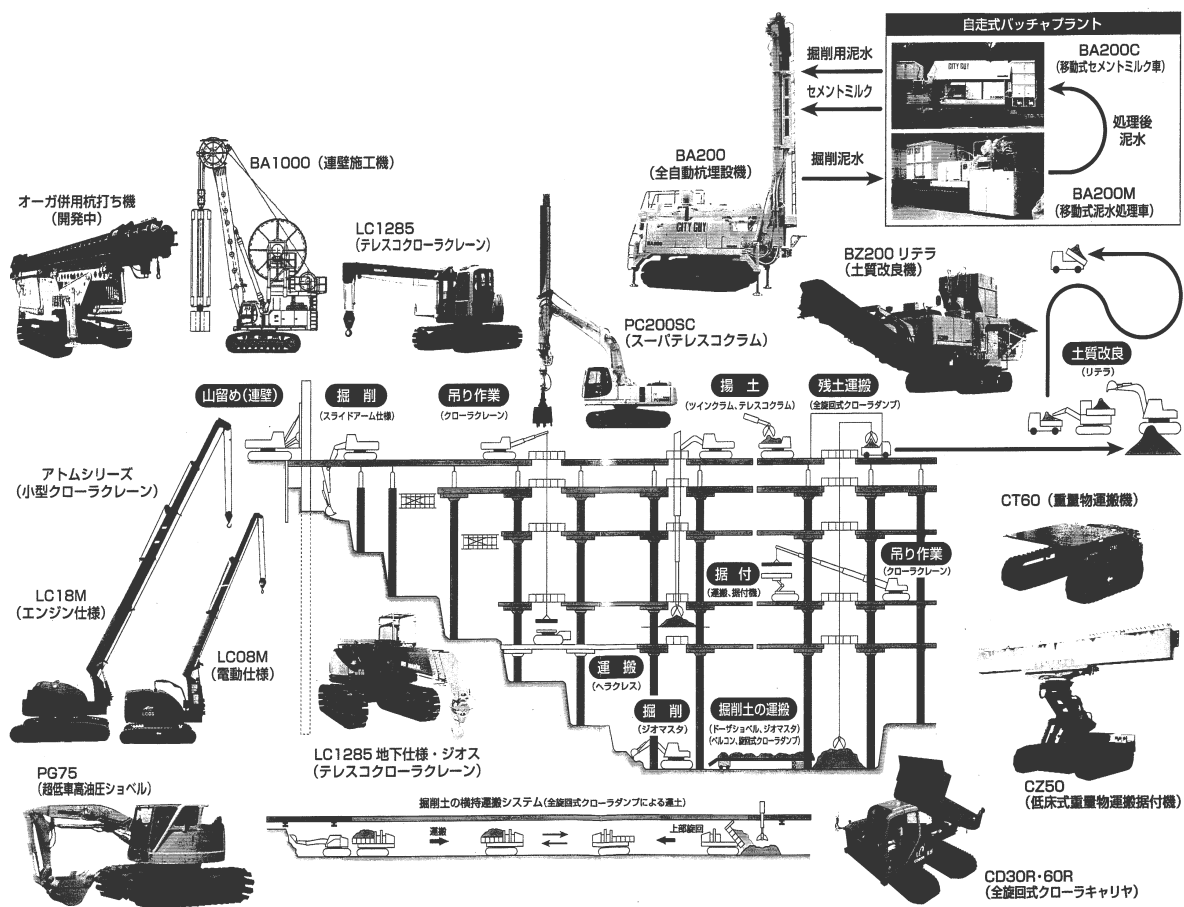 自走式バッチャプラント
掘削用泥水
セメントミルク
掘削泥水
BA200C
(移動式セメントミルク車)
処理後
泥水
BA200M
(移動式泥水処理車)
CITY GUY
BA200
(全自動杭埋設機)
CITY GUY
BA1000(連壁施工機)
オーガ併用杭打ち機
(開発中)
LC1285
(テレスコクローラクレーン)
BZ200 リテラ
(土質改良機)
PC200SC
(スーパテレスコクラム)
土質改良
(リテラ)
山留め(連壁)
掘 削
(スライドアーム仕様)
吊り作業
(クローラクレーン)
揚 土
(ツインクラム、テレスコクラム)
残土運搬
(全旋回式クローラダンプ)
アトムシリーズ
(小型クローラクレーン)
CT60(重量物運搬機)
吊り作業
(クローラクレーン)
据 付
(運搬、据付機)
LC18M
(エンジン仕様)
LC08M
(電動仕様)
運 搬
(ヘラクレス)
掘 削
(ジオマスタ)
掘削土の運搬
(ドーザショベル、ジオマスタ)
(ベルコン、旋回式クローラダンプ)
LC1285 地下仕様・ジオス
(テレスコクローラクレーン)
CZ50
(低床式重量物運搬据付機)
PG75
(超低車高油圧ショベル)
掘削土の横持運搬システム(全旋回式クローラダンプによる運土)
運搬
上部旋回
CD30R・60R
(全旋回式クローラキャリヤ)